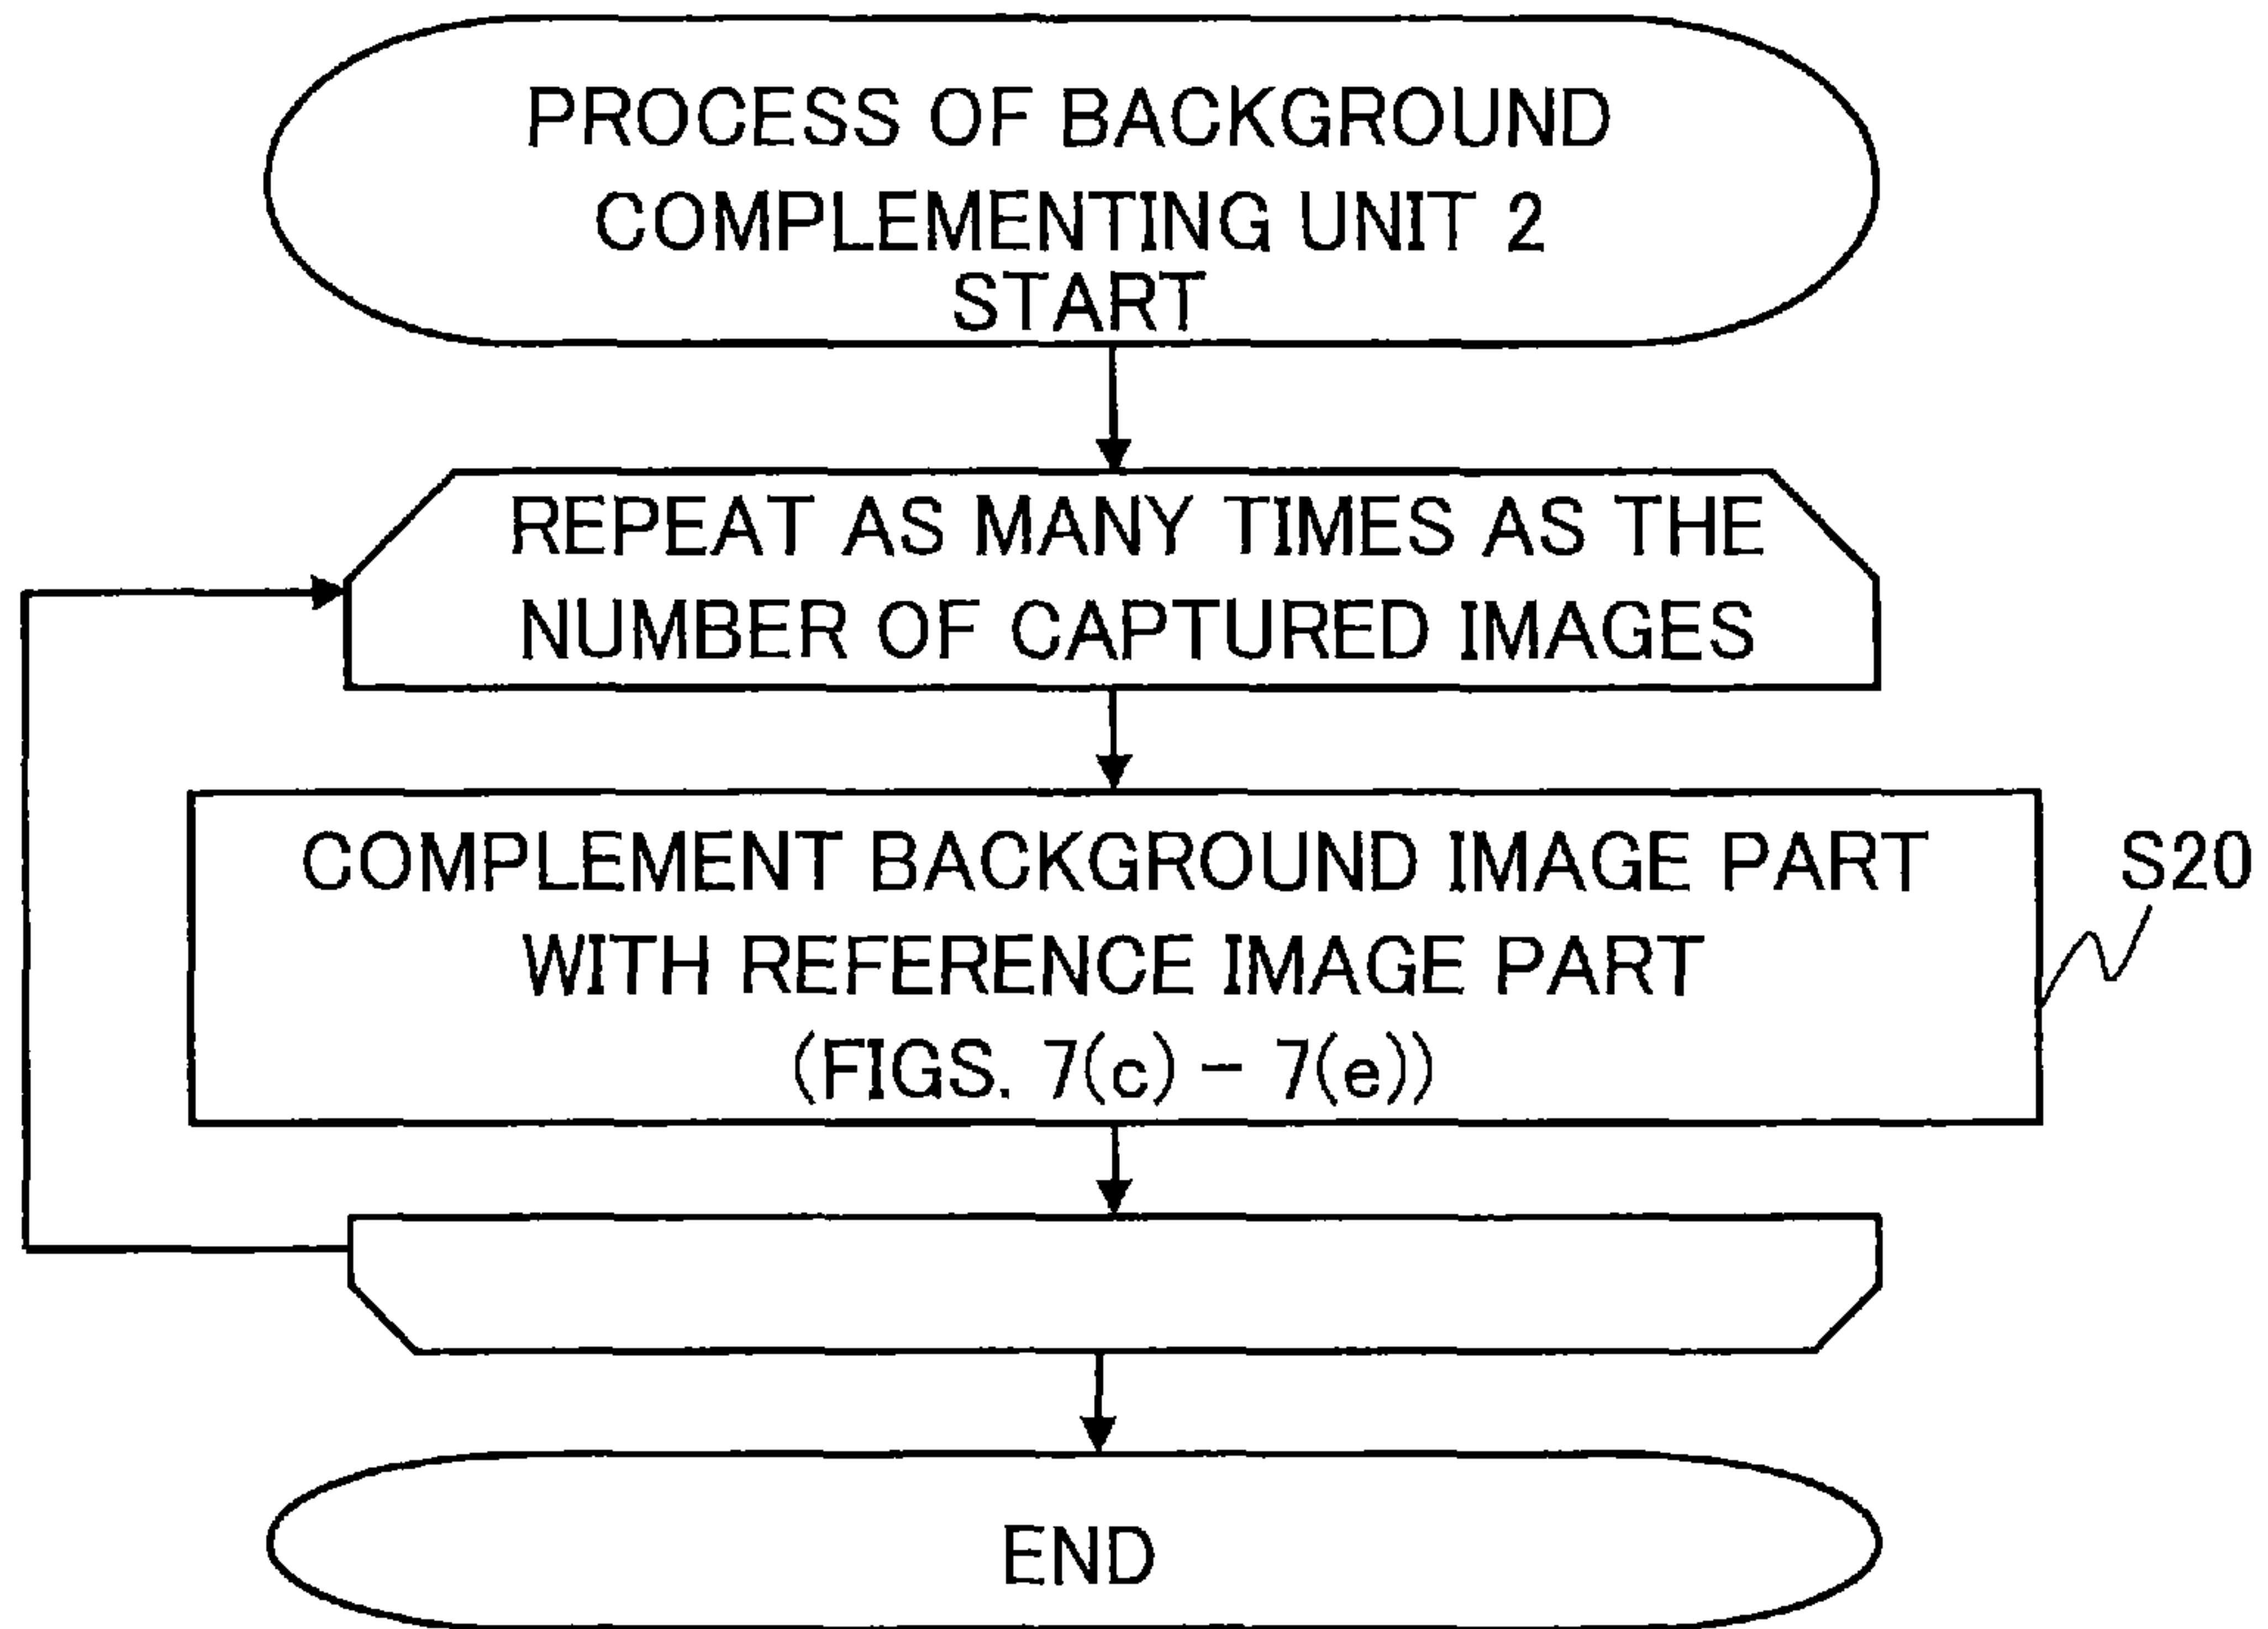 PROCESS OF BACKGROUND
COMPLEMENTING UNIT 2
START
REPEAT AS MANY TIMES AS THE
NUMBER OF CAPTURED IMAGES
COMPLEMENT BACKGROUND IMAGE PART
WITH REFERENCE IMAGE PART
(FIGS. 7(c) - 7(e))
S20
END